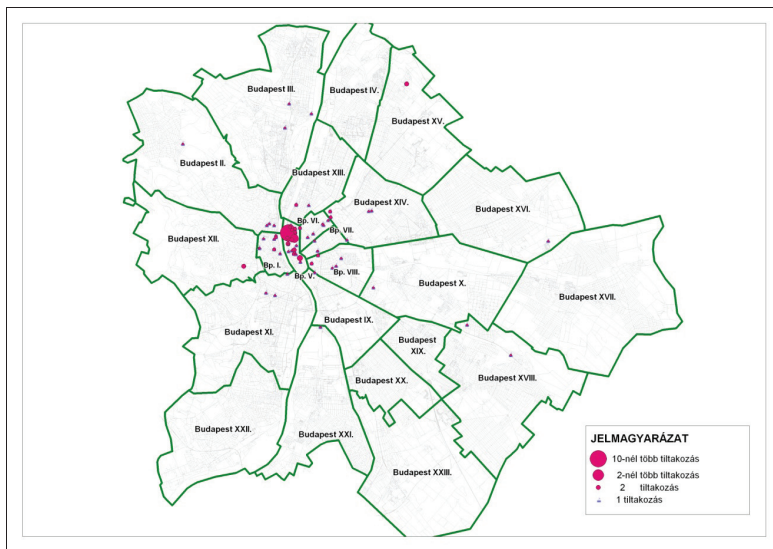 Budapest III.
Budapest IV.
Budapest XV.
Budapest II.
Budapest XIII.
Budapest XIV.
Budapest XVI.
Bp. VI.
Bp. VII.
Budapest XII.
Bp. I.
Bp. V.
Bp. VIII.
Budapest X.
Budapest XVII.
Budapest XI.
Budapest IX.
Budapest
XIX.
Budapest XVIII.
Budapest XX.
Budapest XXII.
Budapest XXI.
Budapest XXIII.
JELMAGYARÁZAT
10-nél több tiltakozás
2-nél több tiltakozás
2 tiltakozás
1 tiltakozás